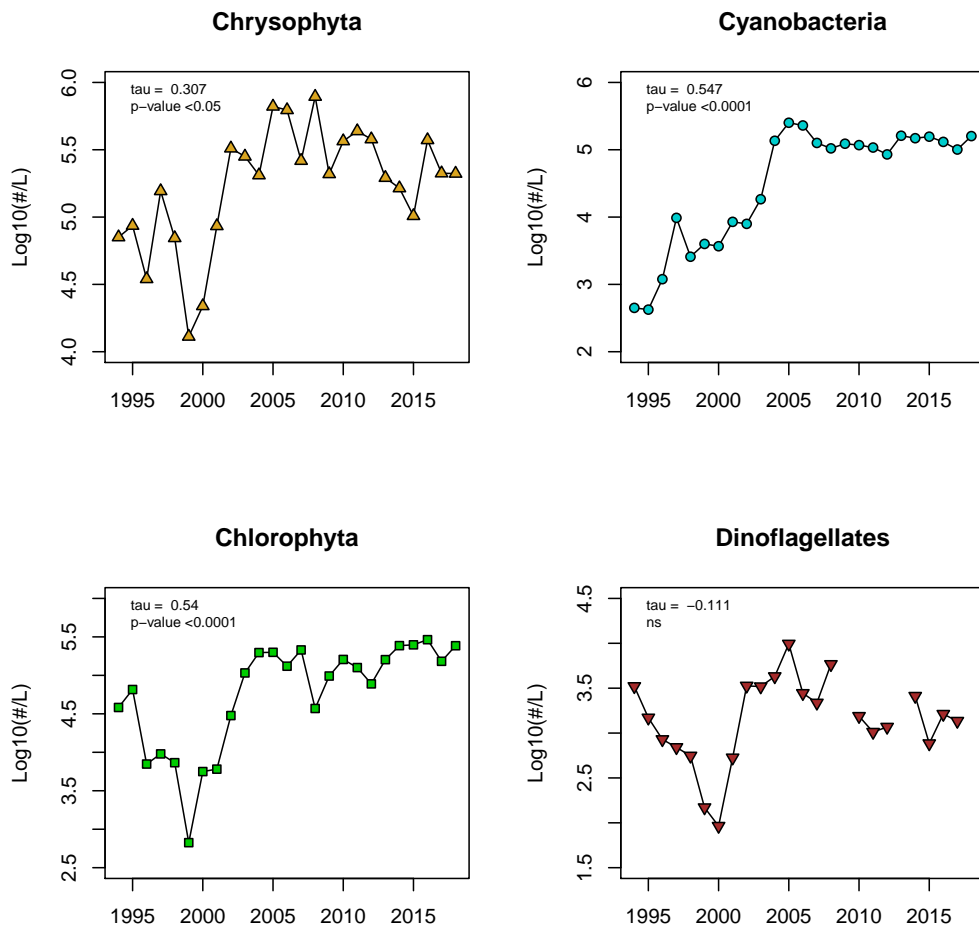 Chrysophyta
tau =  0.307
p−value <0.05
Log10(#/L)
6.0
5.5
5.0
4.5
4.0
1995 2000 2005 2010 2015
Cyanobacteria
tau =  0.547
p−value <0.0001
Log10(#/L)
6
5
4
3
2
1995 2000 2005 2010 2015
Chlorophyta
tau =  0.54
p−value <0.0001
Log10(#/L)
5.5
4.5
3.5
2.5
1995 2000 2005 2010 2015
Dinoflagellates
tau =  −0.111
ns
Log10(#/L)
4.5
3.5
2.5
1.5
1995 2000 2005 2010 2015